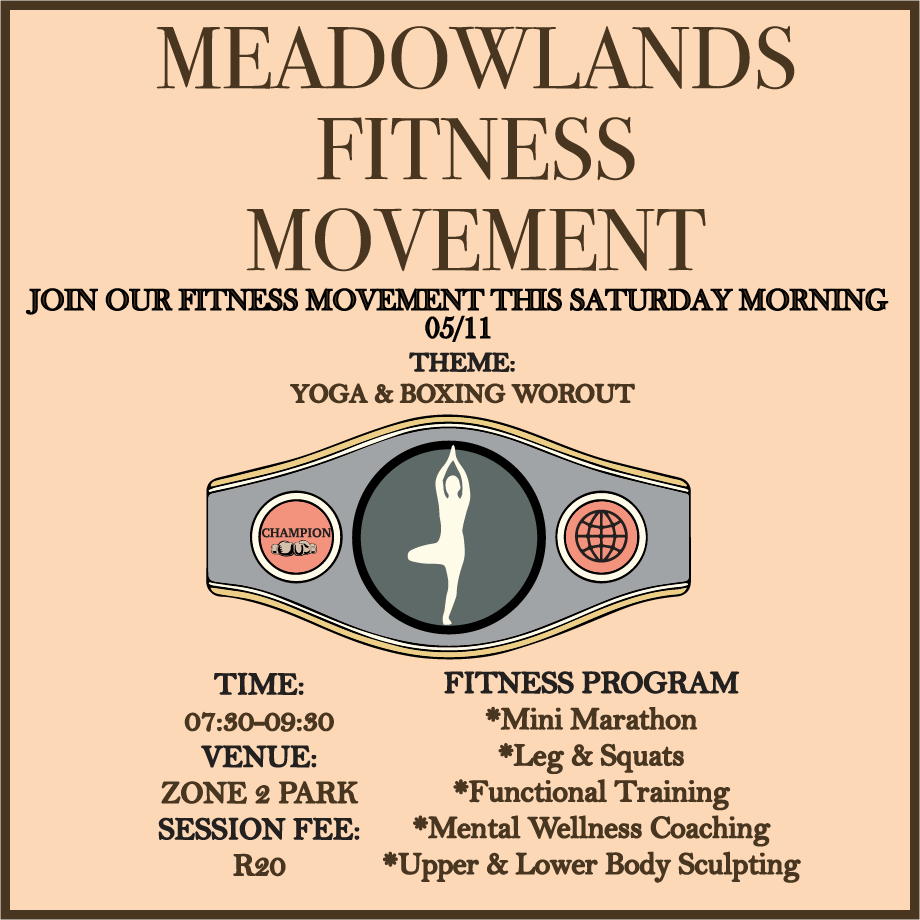 MEADOWLANDS
FITNESS
MOVEMENT
JOIN OUR FITNESS MOVEMENT THIS SATURDAY MORNING
05/11
THEME:
YOGA & BOXING WOROUT
CHAMPION
TIME:
07:30-09:30
VENUE:
ZONE 2 PARK
SESSION FEE:
R20
FITNESS PROGRAM
*Mini Marathon
*Leg & Squats
*Functional Training
*Mental Wellness Coaching
*Upper & Lower Body Sculpting